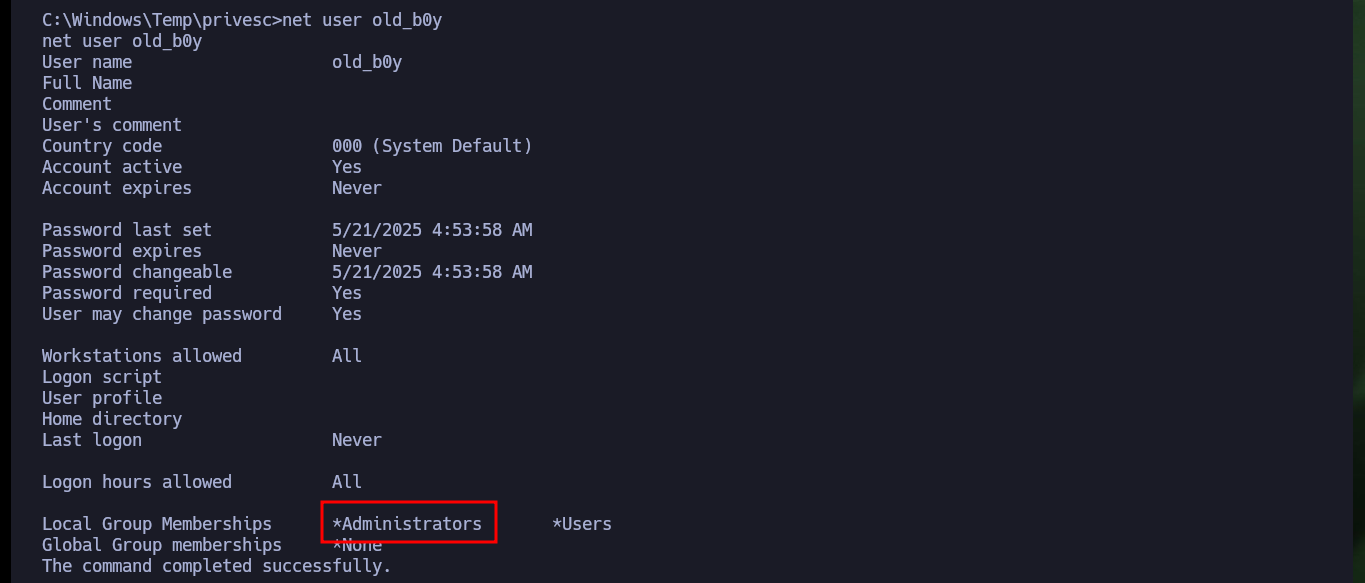 C:\Windows\Temp\privesc>net user old_b0y
net user old_b0y
User name old_b0y
Full Name
Comment
User's comment
Country code 000 (System Default)
Account active Yes
Account expires Never
Password last set 5/21/2025 4:53:58 AM
Password expires Never
Password changeable 5/21/2025 4:53:58 AM
Password required Yes
User may change password Yes
Workstations allowed All
Logon script
User profile
Home directory
Last logon Never
Logon hours allowed All
Local Group Memberships *Administrators *Users
Global Group memberships *None
The command completed successfully.